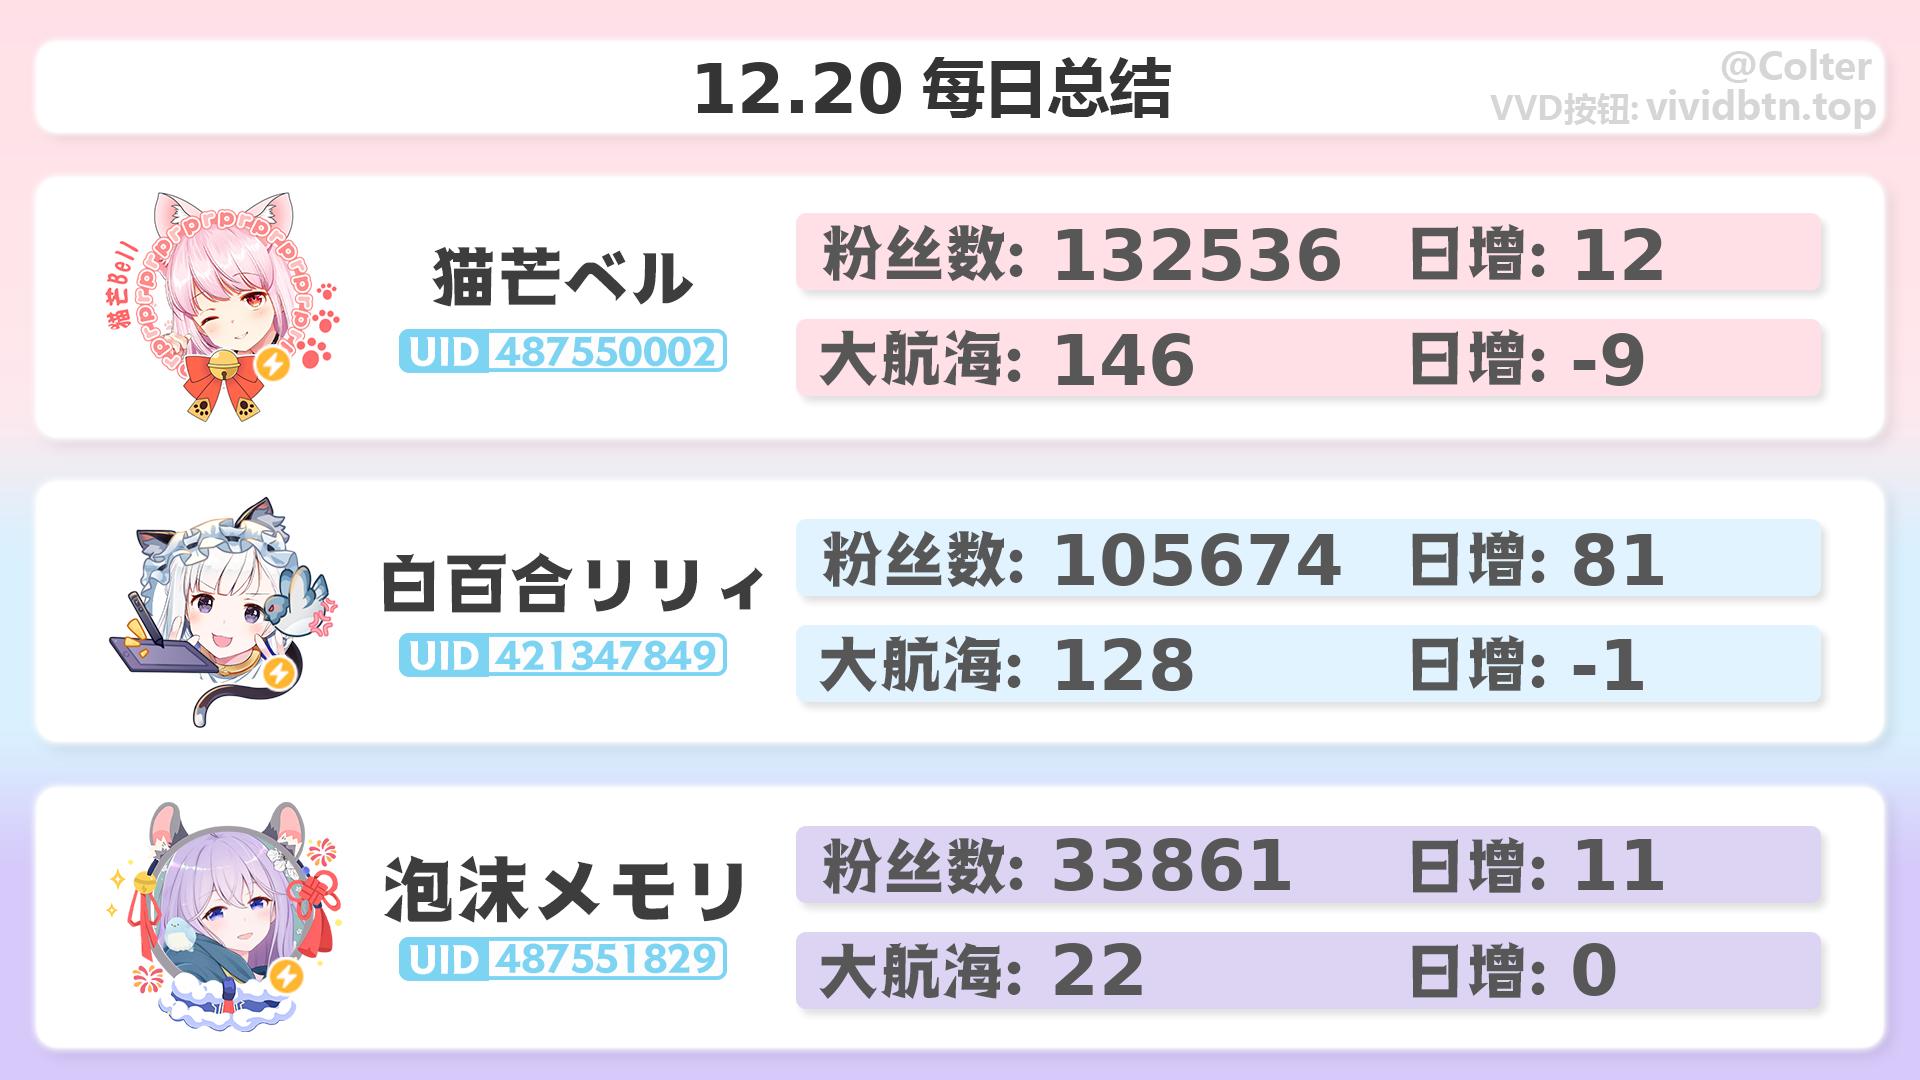 12.20 每日总结
@Colter
VVD按钮: vividbtn.top
猫芒Bell
prprprprprprprpr
猫芒ベル
UID 487550002
粉丝数: 132536 日增: 12
大航海: 146 日增: -9
白百合リリィ
UID 421347849
粉丝数: 105674 日增: 81
大航海: 128 日增: -1
泡沫メモリ
UID 487551829
粉丝数: 33861 日增: 11
大航海: 22 日增: 0